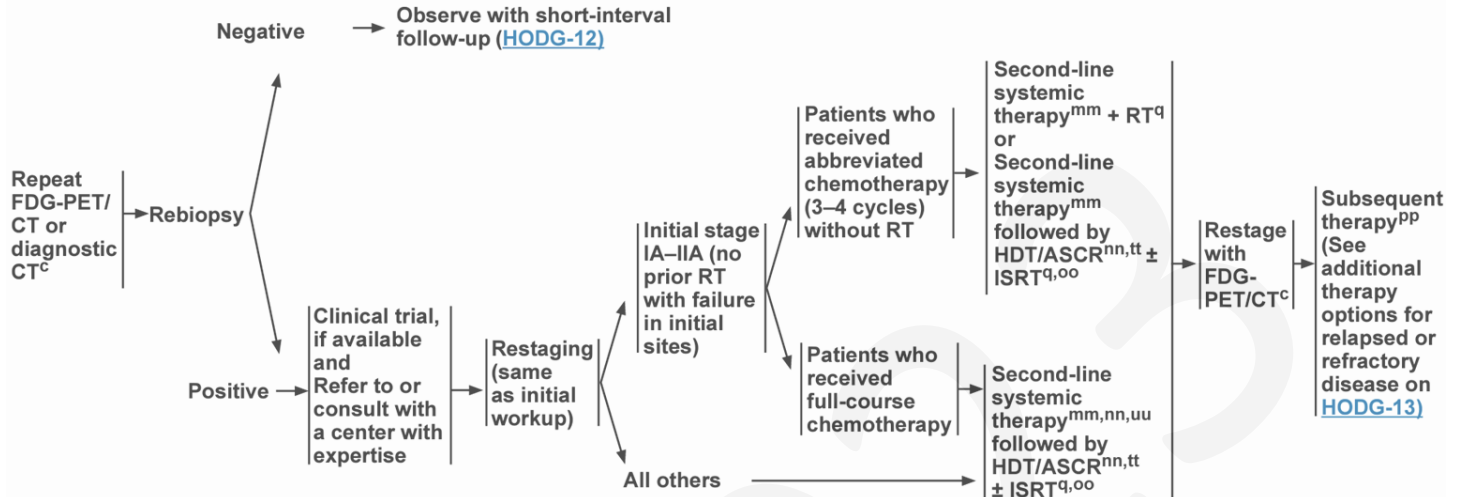 Negative
Observe with short-interval
follow-up (HODG-12)
Repeat
FDG-PET/
CT or
diagnostic
CTc
Rebiopsy
Positive
Clinical trial,
if available
and
Refer to or
consult with
a center with
expertise
Restaging
(same
as initial
workup)
Initial stage
IA–IIA (no
prior RT
with failure
in initial
sites)
All others
Patients who
received
abbreviated
chemotherapy
(3–4 cycles)
without RT
Patients who
received
full-course
chemotherapy
Second-line
systemic
therapymm + RTq
or
Second-line
systemic
therapymm
followed by
HDT/ASCRnn,tt ±
ISRTq,oo
Second-line
systemic
therapymm,nn,uu
followed by
HDT/ASCRnn,tt
± ISRTq,oo
Restage
with
FDG-
PET/CTc
Subsequent
therapypp
(See
additional
therapy
options for
relapsed or
refractory
disease on
HODG-13)